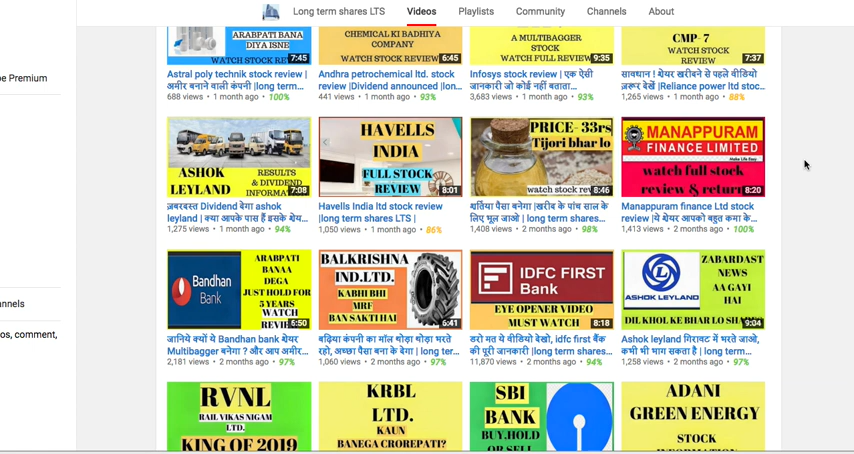 Long term shares LTS Videos Playlists Community Channels About
be Premium
nnels
os, comment,
ARABPATI BANA
DIYA ISNE
7:45
Astral poly technik stock review |
अमीर बनाने वाली कंपनी |long term...
688 views • 1 month ago • 100%
CHEMICAL KI BADHIYA
COMPANY
WATCH STOCK REVIEW
6:45
Andhra petrochemical ltd. stock
review |Dividend announced |lon...
441 views • 1 month ago • 93%
A MULTIBAGGER
STOCK
WATCH FULL REVIEW
9:35
Infosys stock review | एक ऐसी
जानकारी जो कोई नहीं बताता...
3,683 views • 1 month ago • 93%
CMP- 7
WATCH STOCK
REVIEW
7:37
सावधान ! शेयर खरीबने से पहले वीडियो
ज़रूर देखें |Reliance power ltd stoc...
1,265 views • 1 month ago • 88%
ASHOK
LEYLAND
RESULTS
& DIVIDEND
7:08
ज़बरदस्त Dividend देगा ashok
leyland | क्या आपके पास हैं इसके शेय...
1,275 views • 1 month ago • 94%
HAVELLS
INDIA
FULL STOCK
REVIEW
8:01
Havells India ltd stock review
|long term shares LTS |
1,050 views • 1 month ago • 86%
PRICE- 33rs
Tijori bhar lo
watch stock
8:46
शर्तिया पैसा बनेगा |खरीब के पांच साल के
लिए भूल जाओ | long term shares...
1,408 views • 2 months ago • 98%
MANAPPURAM
FINANCE LIMITED
Make Life Easy
watch full stock
review & return
8:20
Manappuram finance Ltd stock
review |ये शेयर आपको बहुत कमा के...
1,413 views • 2 months ago • 100%
Bandhan
Bank
ARABPATI
BANAA
DEGA
JUST HOLD FOR
5 YEARS
WATCH
6:50
जानिये क्यों ये Bandhan bank शेयर
Multibagger बनेगा ? और आप अमीर...
2,181 views • 2 months ago • 97%
BALKRISHNA
IND.LTD.
KABHI BHI
MRF
BAN SAKTI HAI
6:41
बढ़िया कंपनी का मॉल थोड़ा थोड़ा भरते
रहो, अच्छा पैसा बना के देगा | long ter...
1,060 views • 2 months ago • 97%
IDFC FIRST
Bank
EYE OPENER VIDEO
MUST WATCH
8:18
डरो मत ये वीडियो देखो, idfc first बैंक
की पूरी जानकारी |long term shares...
11,870 views • 2 months ago • 94%
ASHOK LEYLAND
ZABARDAST
NEWS
AA GAYI
HAI
DIL KHOL KE BHAR LO
9:04
Ashok leyland गिरावट में भरते जाओ,
कभी भी भाग सकता है | long term...
1,258 views • 2 months ago • 97%
RVNL
RAIL VIKAS NIGAM
LTD.
KING OF 2019
KRBL
LTD.
KAUN
BANEGA CROREPATI?
SBI
BANK
BUY,HOLD
OR SELL
ADANI
GREEN ENERGY
STOCK